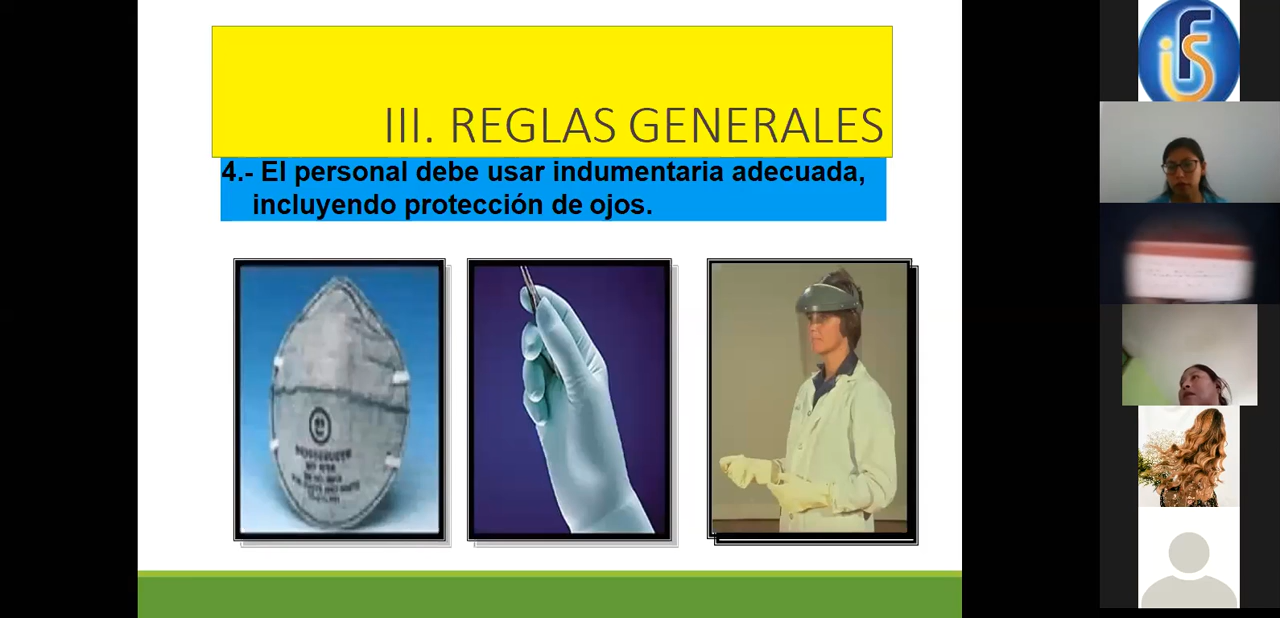 III. REGLAS GENERALES
4.- El personal debe usar indumentaria adecuada,
incluyendo protección de ojos.